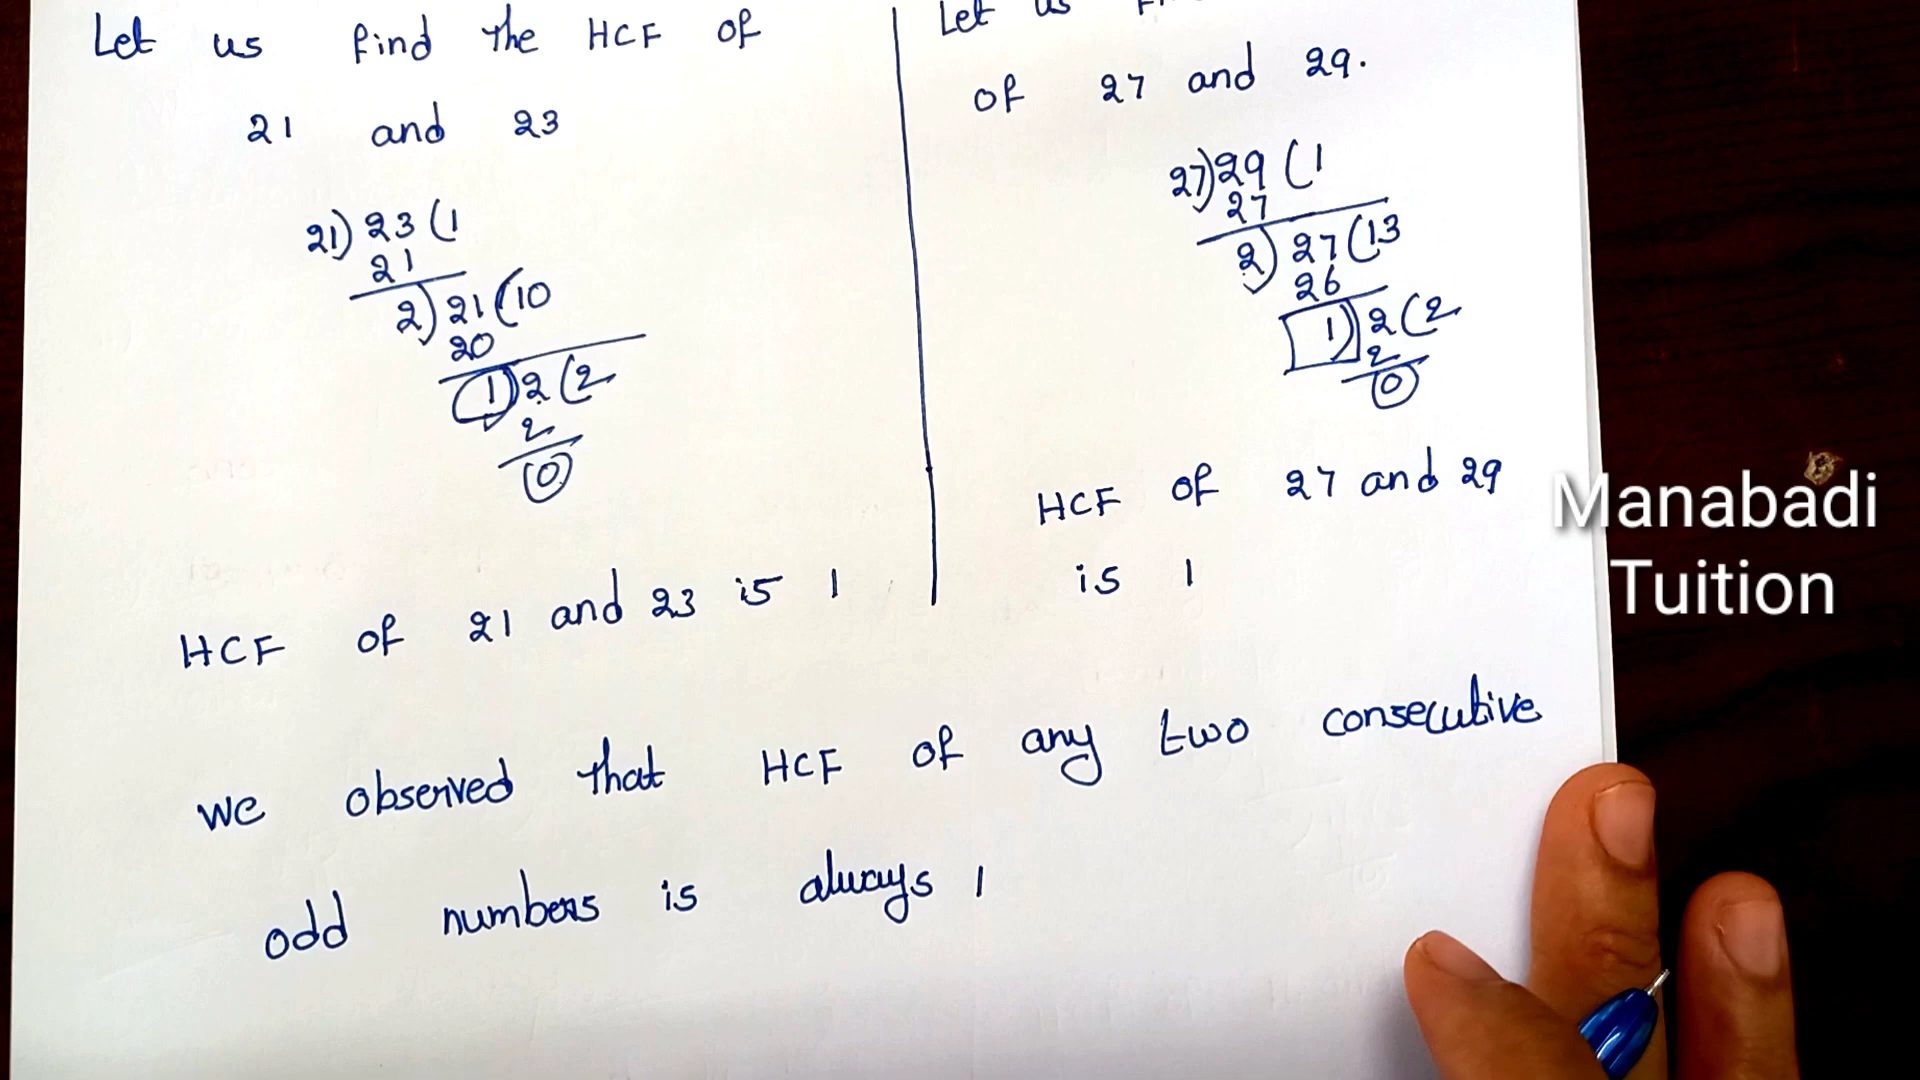 Let us find the HCF of
21 and 23
21) 23 (1
21
2) 21 (10
20
1) 2 (2
2
0
HCF of 21 and 23 is 1
Let us
of 27 and 29.
27) 29 (1
27
2) 27 (13
26
1) 2 (2
2
0
HCF of 27 and 29
is 1
we observed that HCF of any two consecutive
odd numbers is always 1
Manabadi
Tuition